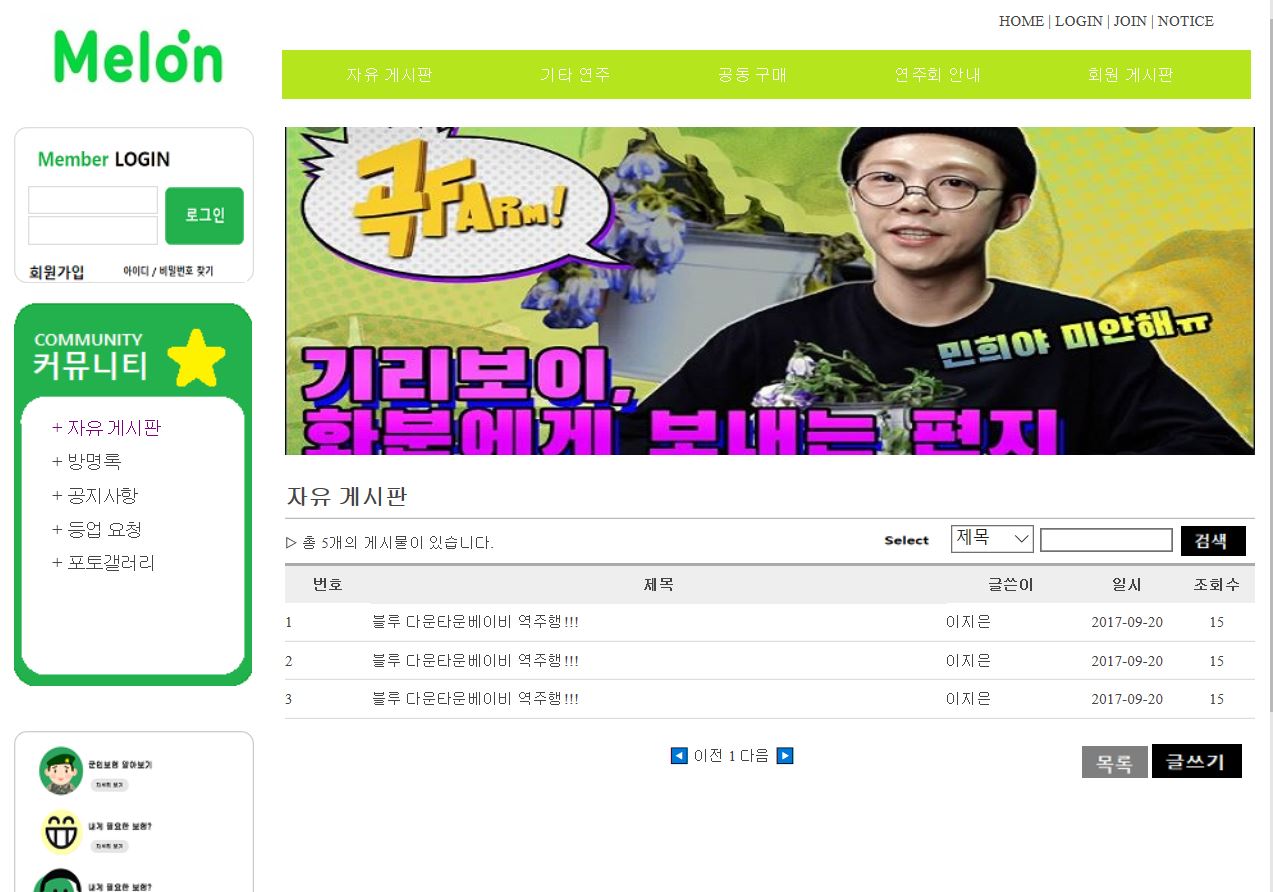 Melon
HOME | LOGIN | JOIN | NOTICE
자유 게시판 기타 연주 공동 구매 연주회 안내 회원 게시판
Member LOGIN
로그인
회원가입 아이디 / 비밀번호 찾기
COMMUNITY
커뮤니티
+ 자유 게시판
+ 방명록
+ 공지사항
+ 등업 요청
+ 포토갤러리
군인보험 알아보기
자세히 보기
내게 필요한 보험?
자세히 보기
내게 필요한 보험?
곡FARM!
민희야 미안해ㅠ
기리보이,
화분에게 보내는 편지
자유 게시판
▷ 총 5개의 게시물이 있습니다.
Select 제목 검색
번호 제목 글쓴이 일시 조회수
1 블루 다운타운베이비 역주행!!! 이지은 2017-09-20 15
2 블루 다운타운베이비 역주행!!! 이지은 2017-09-20 15
3 블루 다운타운베이비 역주행!!! 이지은 2017-09-20 15
이전 1 다음
목록 글쓰기